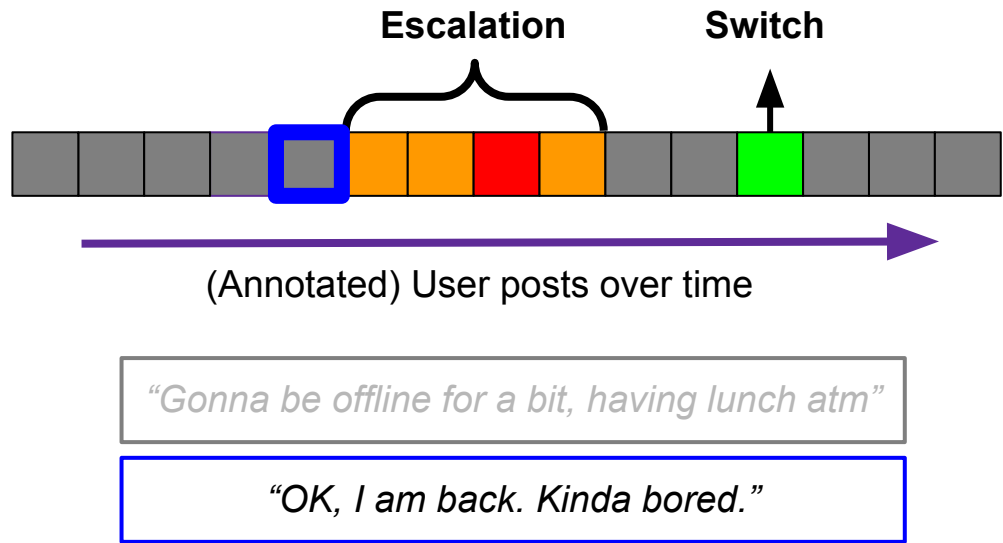 Escalation Switch
(Annotated) User posts over time
“Gonna be offline for a bit, having lunch atm”
“OK, I am back. Kinda bored.”